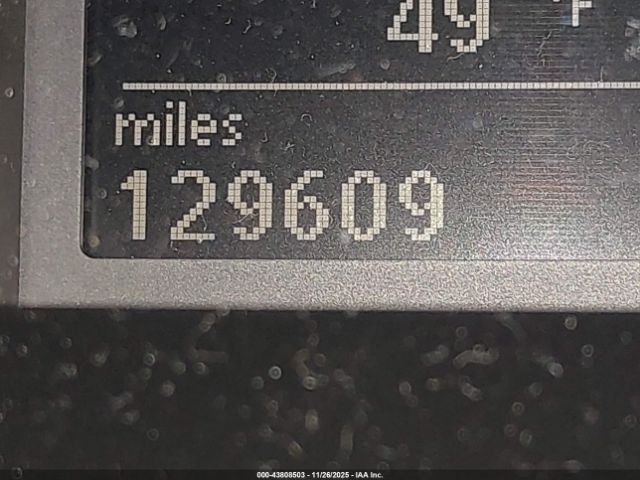 49 °F
miles
129609
000-43808503 - 11/26/2025 - IAA Inc.